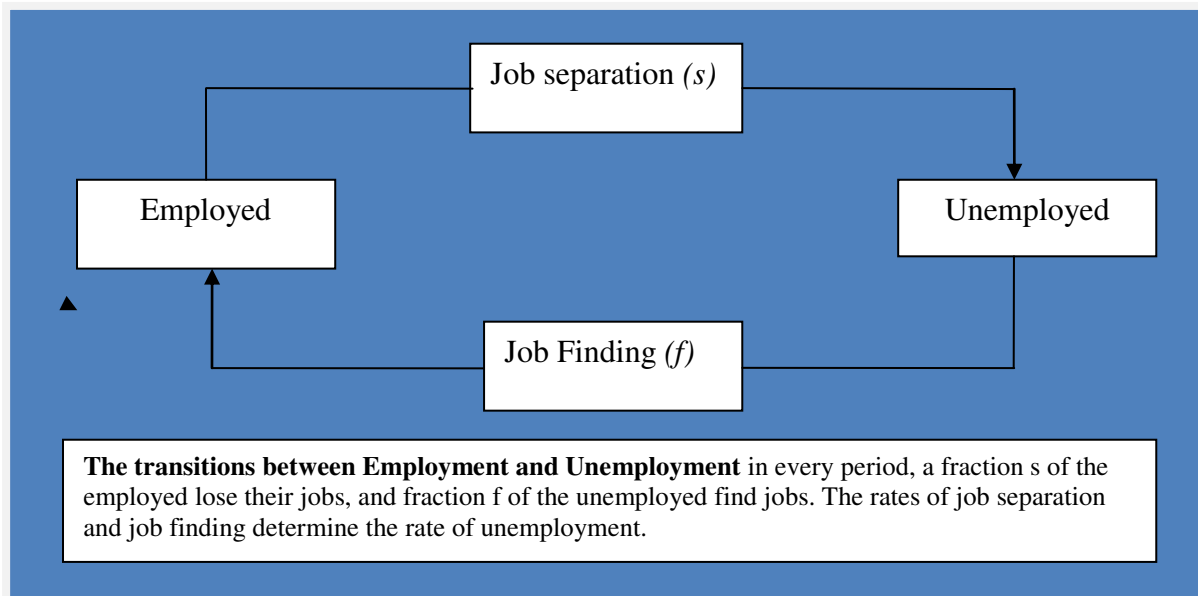 Job separation (s)
Employed
Unemployed
Job Finding (f)
The transitions between Employment and Unemployment in every period, a fraction s of the
employed lose their jobs, and fraction f of the unemployed find jobs. The rates of job separation
and job finding determine the rate of unemployment.